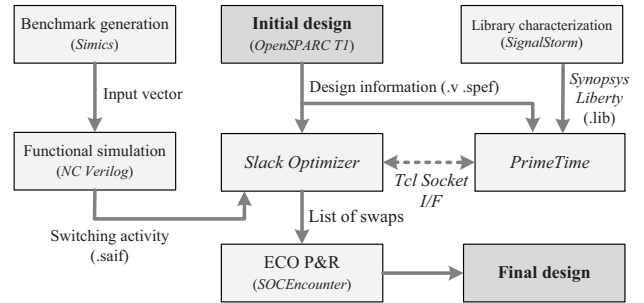 Benchmark generation
(Simics)
Initial design
(OpenSPARC T1)
Library characterization
(SignalStorm)
Input vector
Design information (.v .spef)
Synopsys
Liberty
(.lib)
Functional simulation
(NC Verilog)
Slack Optimizer
PrimeTime
Tcl Socket
I/F
Switching activity
(.saif)
List of swaps
ECO P&R
(SOCEncounter)
Final design